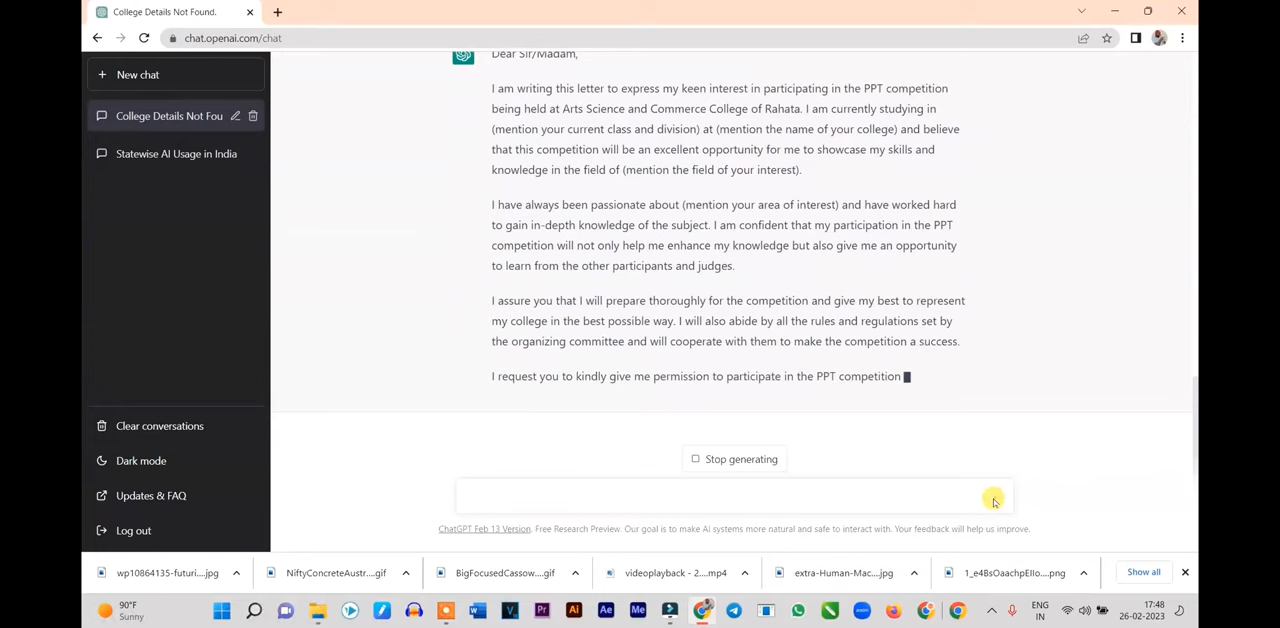 College Details Not Found.
chat.openai.com/chat
New chat
College Details Not Fou
Statewise AI Usage in India
Clear conversations
Dark mode
Updates & FAQ
Log out
Dear Sir/Madam,
I am writing this letter to express my keen interest in participating in the PPT competition
being held at Arts Science and Commerce College of Rahata. I am currently studying in
(mention your current class and division) at (mention the name of your college) and believe
that this competition will be an excellent opportunity for me to showcase my skills and
knowledge in the field of (mention the field of your interest).
I have always been passionate about (mention your area of interest) and have worked hard
to gain in-depth knowledge of the subject. I am confident that my participation in the PPT
competition will not only help me enhance my knowledge but also give me an opportunity
to learn from the other participants and judges.
I assure you that I will prepare thoroughly for the competition and give my best to represent
my college in the best possible way. I will also abide by all the rules and regulations set by
the organizing committee and will cooperate with them to make the competition a success.
I request you to kindly give me permission to participate in the PPT competition
Stop generating
ChatGPT Feb 13 Version. Free Research Preview. Our goal is to make AI systems more natural and safe to interact with. Your feedback will help us improve.
wp10864135-futuri....jpg
NiftyConcreteAustr....gif
BigFocusedCassow....gif
videoplayback - 2....mp4
extra-Human-Mac....jpg
1_e4BsOaachpEIIo....png
Show all
90°F
Sunny
W
V
Pr
Ai
Ae
Me
zoom
ENG
IN
17:48
26-02-2023